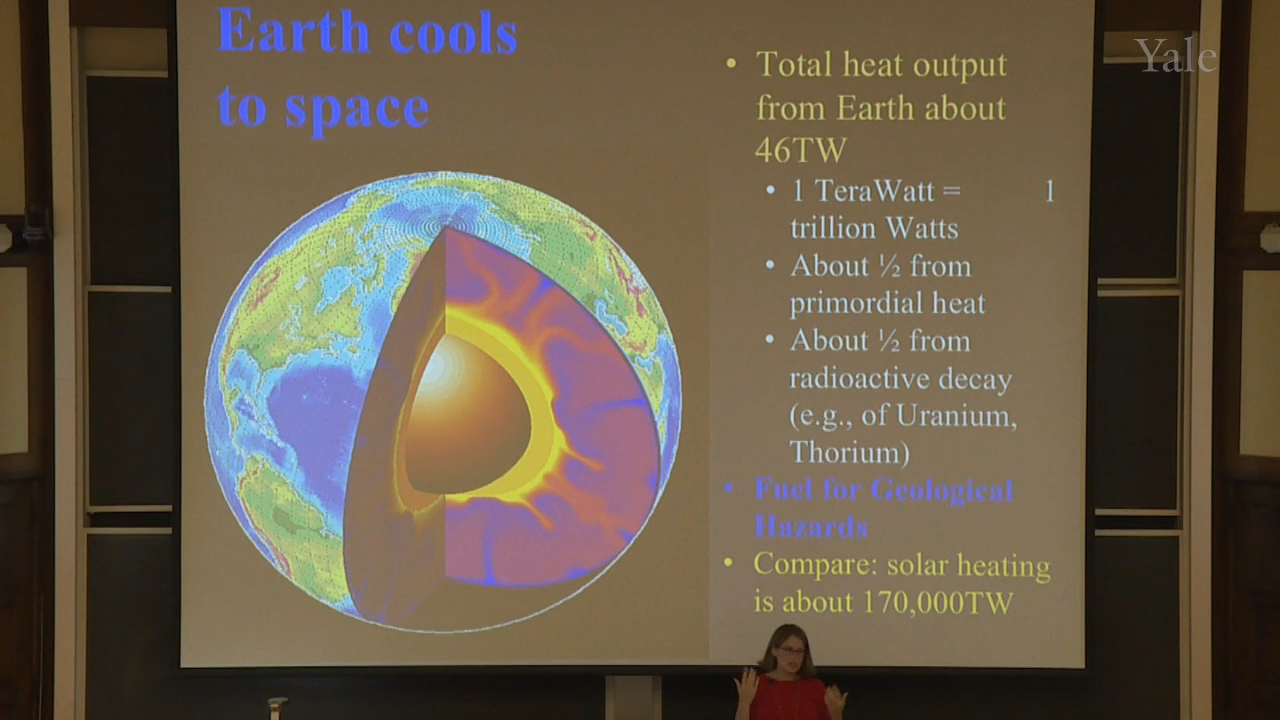 Earth cools
to space
Yale
• Total heat output
from Earth about
46TW
• 1 TeraWatt = 1
trillion Watts
• About ½ from
primordial heat
• About ½ from
radioactive decay
(e.g., of Uranium,
Thorium)
• Fuel for Geological
Hazards
• Compare: solar heating
is about 170,000TW